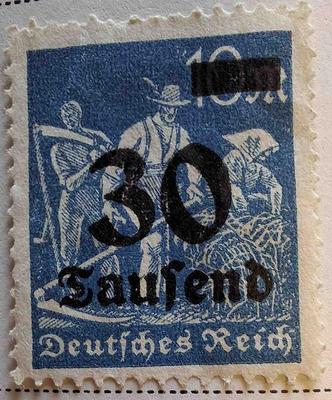 10 M
30
Tausend
Deutsches Reich